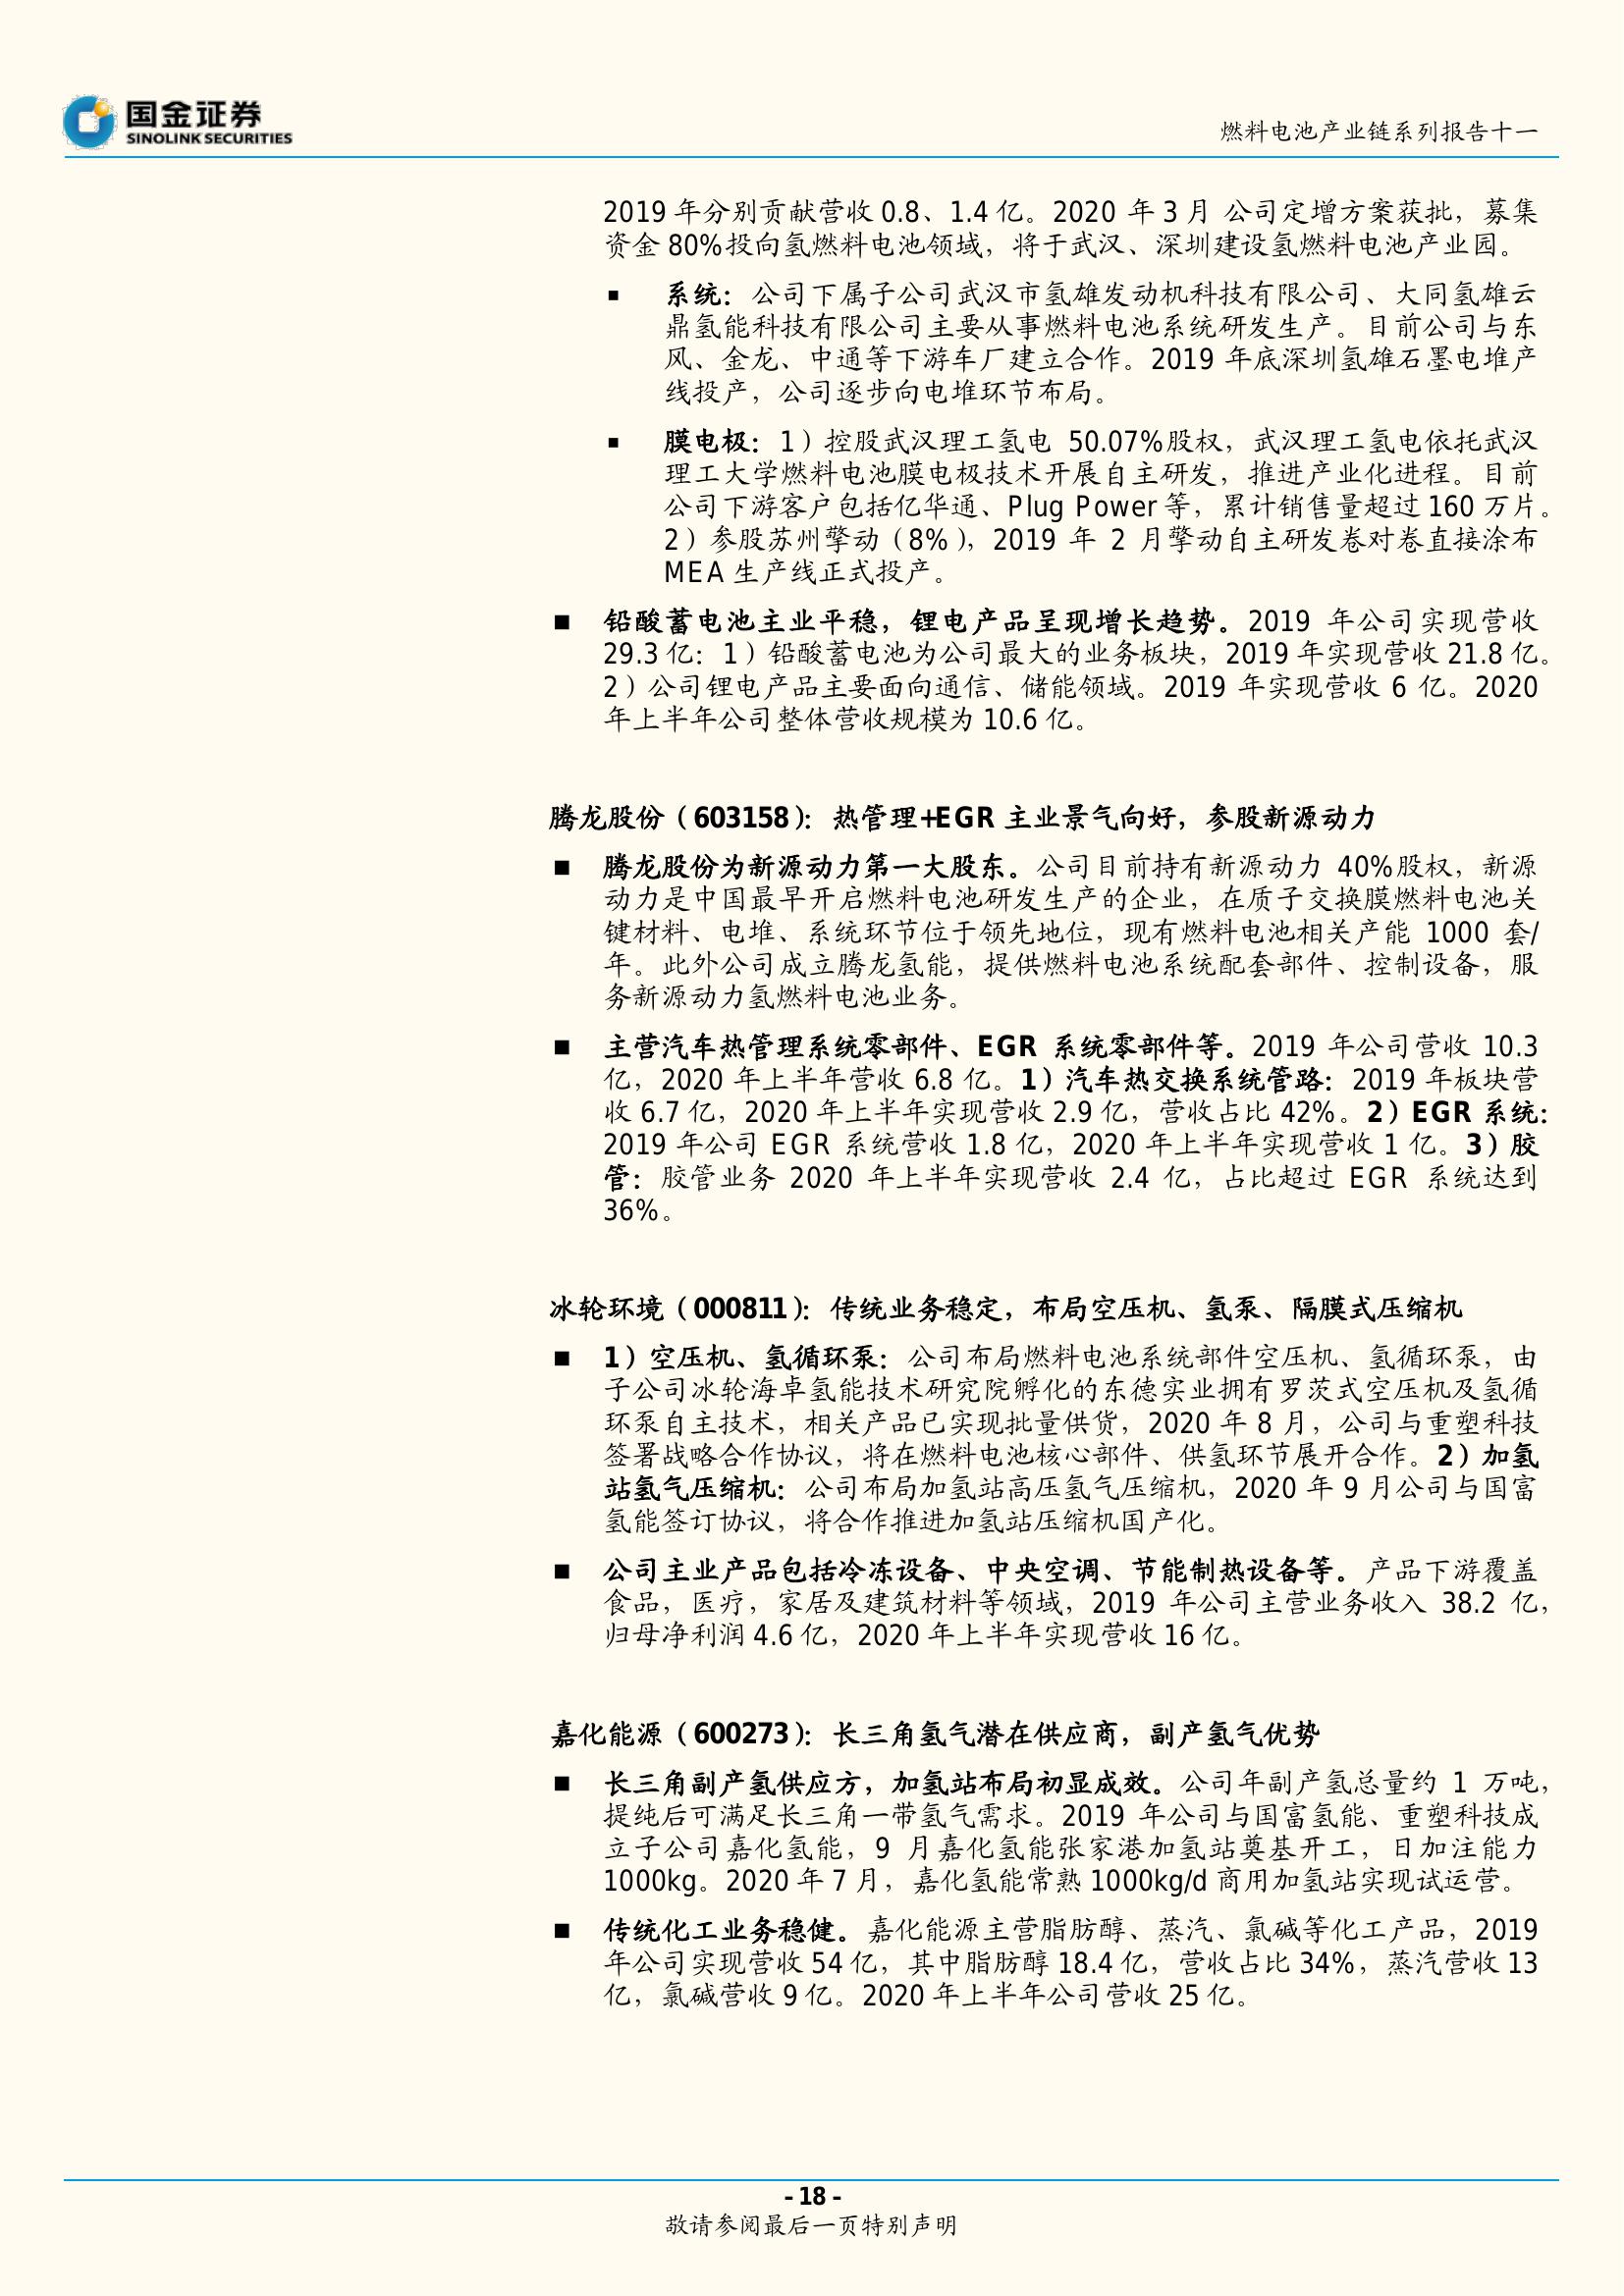 国金证券
SINOLINK SECURITIES
燃料电池产业链系列报告十一
2019 年分别贡献营收 0.8、1.4 亿。2020 年 3 月 公司定增方案获批，募集
资金 80%投向氢燃料电池领域，将于武汉、深圳建设氢燃料电池产业园。
▪ 系统：公司下属子公司武汉市氢雄发动机科技有限公司、大同氢雄云
鼎氢能科技有限公司主要从事燃料电池系统研发生产。目前公司与东
风、金龙、中通等下游车厂建立合作。2019 年底深圳氢雄石墨电堆产
线投产，公司逐步向电堆环节布局。
▪ 膜电极：1）控股武汉理工氢电 50.07%股权，武汉理工氢电依托武汉
理工大学燃料电池膜电极技术开展自主研发，推进产业化进程。目前
公司下游客户包括亿华通、Plug Power 等，累计销售量超过 160 万片。
2）参股苏州擎动（8%），2019 年 2 月擎动自主研发卷对卷直接涂布
MEA 生产线正式投产。
■ 铅酸蓄电池主业平稳，锂电产品呈现增长趋势。2019 年公司实现营收
29.3 亿：1）铅酸蓄电池为公司最大的业务板块，2019 年实现营收 21.8 亿。
2）公司锂电产品主要面向通信、储能领域。2019 年实现营收 6 亿。2020
年上半年公司整体营收规模为 10.6 亿。
腾龙股份（603158）：热管理+EGR 主业景气向好，参股新源动力
■ 腾龙股份为新源动力第一大股东。公司目前持有新源动力 40%股权，新源
动力是中国最早开启燃料电池研发生产的企业，在质子交换膜燃料电池关
键材料、电堆、系统环节位于领先地位，现有燃料电池相关产能 1000 套/
年。此外公司成立腾龙氢能，提供燃料电池系统配套部件、控制设备，服
务新源动力氢燃料电池业务。
■ 主营汽车热管理系统零部件、EGR 系统零部件等。2019 年公司营收 10.3
亿，2020 年上半年营收 6.8 亿。1）汽车热交换系统管路：2019 年板块营
收 6.7 亿，2020 年上半年实现营收 2.9 亿，营收占比 42%。2）EGR 系统：
2019 年公司 EGR 系统营收 1.8 亿，2020 年上半年实现营收 1 亿。3）胶
管：胶管业务 2020 年上半年实现营收 2.4 亿，占比超过 EGR 系统达到
36%。
冰轮环境（000811）：传统业务稳定，布局空压机、氢泵、隔膜式压缩机
■ 1）空压机、氢循环泵：公司布局燃料电池系统部件空压机、氢循环泵，由
子公司冰轮海卓氢能技术研究院孵化的东德实业拥有罗茨式空压机及氢循
环泵自主技术，相关产品已实现批量供货，2020 年 8 月，公司与重塑科技
签署战略合作协议，将在燃料电池核心部件、供氢环节展开合作。2）加氢
站氢气压缩机：公司布局加氢站高压氢气压缩机，2020 年 9 月公司与国富
氢能签订协议，将合作推进加氢站压缩机国产化。
■ 公司主业产品包括冷冻设备、中央空调、节能制热设备等。产品下游覆盖
食品，医疗，家居及建筑材料等领域，2019 年公司主营业务收入 38.2 亿，
归母净利润 4.6 亿，2020 年上半年实现营收 16 亿。
嘉化能源（600273）：长三角氢气潜在供应商，副产氢气优势
■ 长三角副产氢供应方，加氢站布局初显成效。公司年副产氢总量约 1 万吨，
提纯后可满足长三角一带氢气需求。2019 年公司与国富氢能、重塑科技成
立子公司嘉化氢能，9 月嘉化氢能张家港加氢站奠基开工，日加注能力
1000kg。2020 年 7 月，嘉化氢能常熟 1000kg/d 商用加氢站实现试运营。
■ 传统化工业务稳健。嘉化能源主营脂肪醇、蒸汽、氯碱等化工产品，2019
年公司实现营收 54 亿，其中脂肪醇 18.4 亿，营收占比 34%，蒸汽营收 13
亿，氯碱营收 9 亿。2020 年上半年公司营收 25 亿。
- 18 -
敬请参阅最后一页特别声明